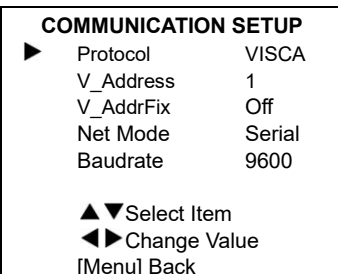 COMMUNICATION SETUP
▶ Protocol VISCA
V_Address 1
V_AddrFix Off
Net Mode Serial
Baudrate 9600
▲▼Select Item
◀▶Change Value
[Menu] Back